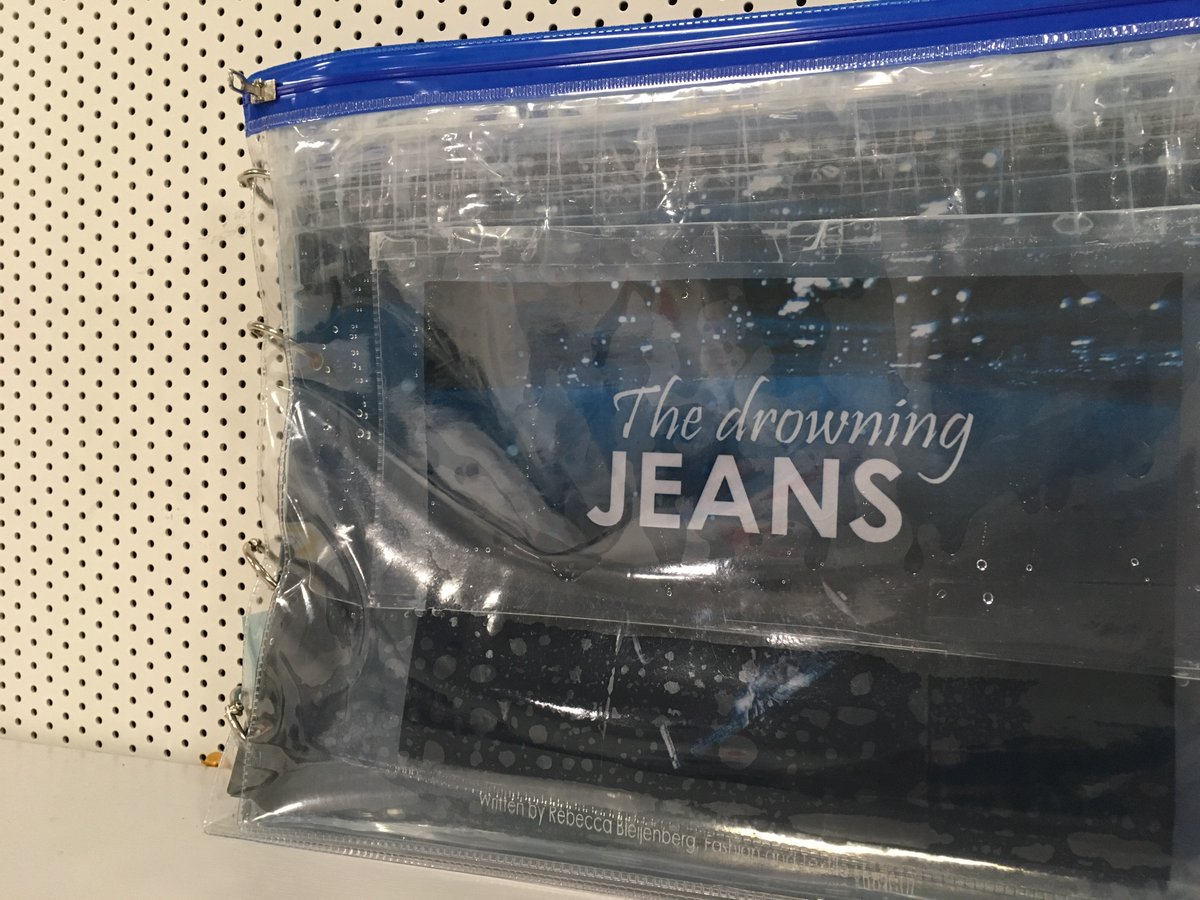 The drowning
JEANS
Written by Rebecca Bleijenberg, Fashion and